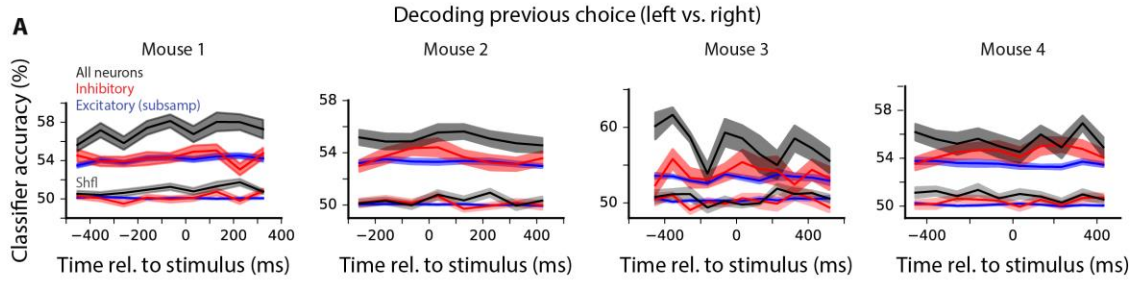 A
Decoding previous choice (left vs. right)
Mouse 1
Mouse 2
Mouse 3
Mouse 4
Classifier accuracy (%)
All neurons
Inhibitory
Excitatory (subsamp)
Shfl
58
54
50
−400 −200 0 200 400
Time rel. to stimulus (ms)
58
53
50
−200 0 200 400
Time rel. to stimulus (ms)
60
50
−400 0 400
Time rel. to stimulus (ms)
58
54
50
−400 −200 0 200 400
Time rel. to stimulus (ms)